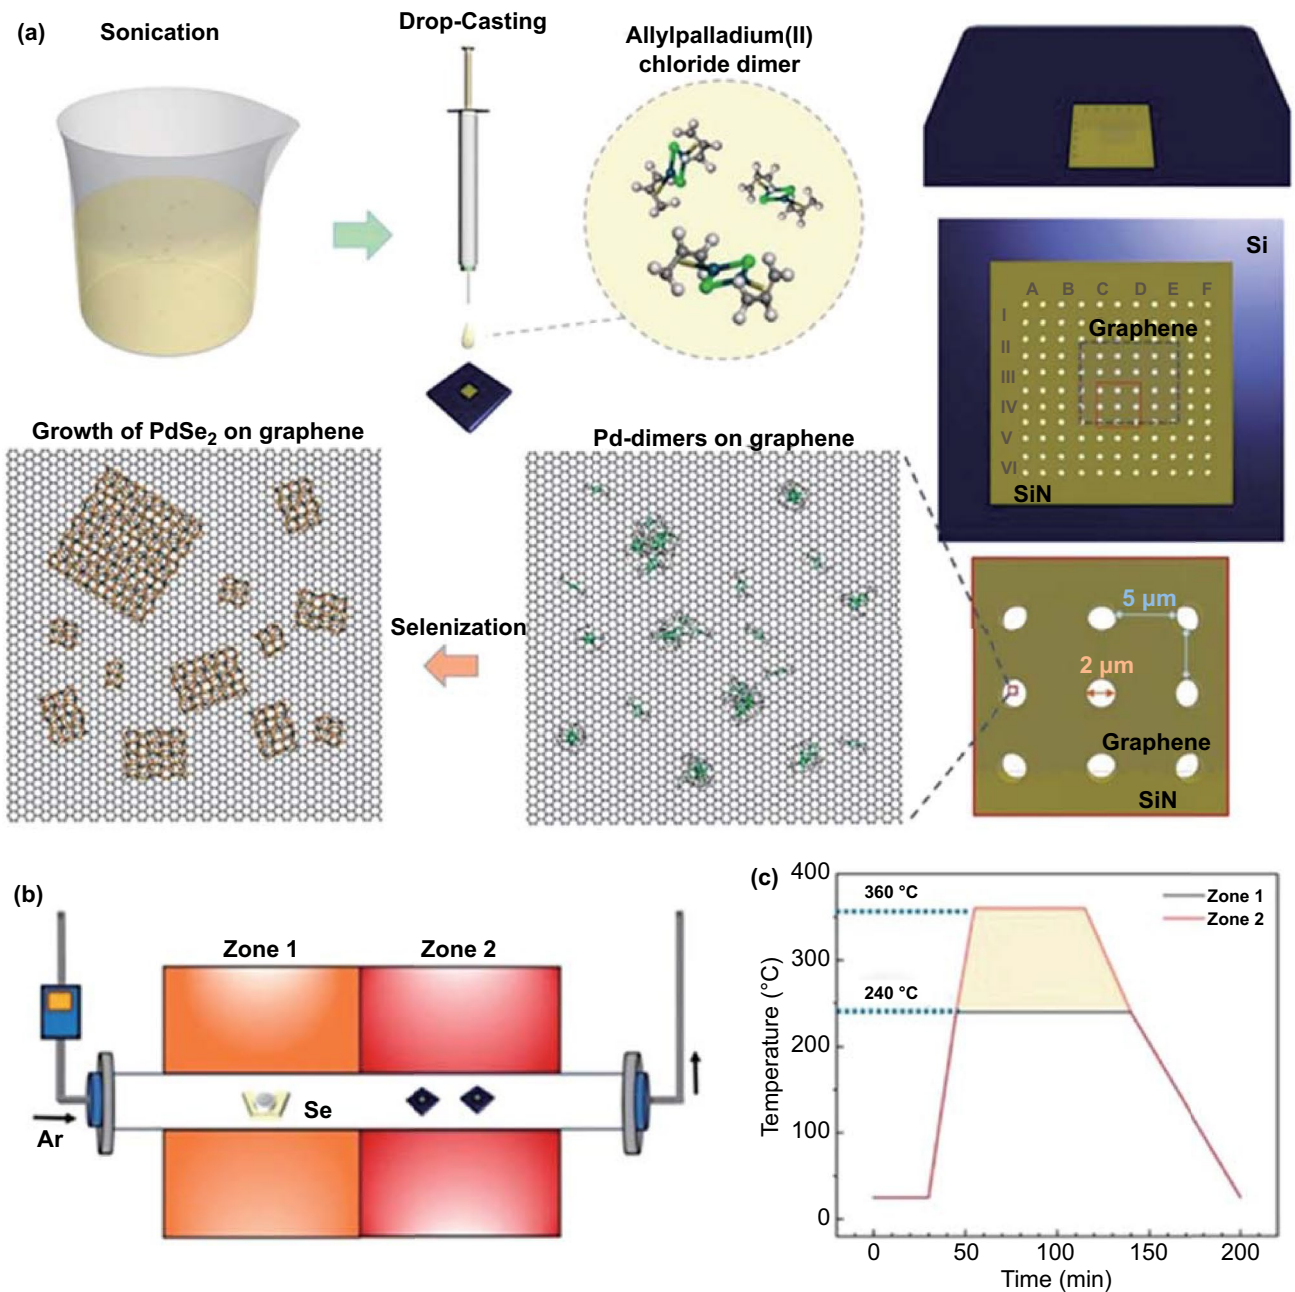 (a)
Sonication
Drop-Casting
Allylpalladium(II)
chloride dimer
Si
A B C D E F
I
Graphene
II
III
IV
V
VI
SiN
Growth of PdSe₂ on graphene
Pd-dimers on graphene
Selenization
5 µm
2 µm
Graphene
SiN
(b)
Zone 1
Zone 2
Se
Ar
(c)
400
360 °C
Zone 1
Zone 2
300
240 °C
200
100
0
Temperature (°C)
0 50 100 150 200
Time (min)